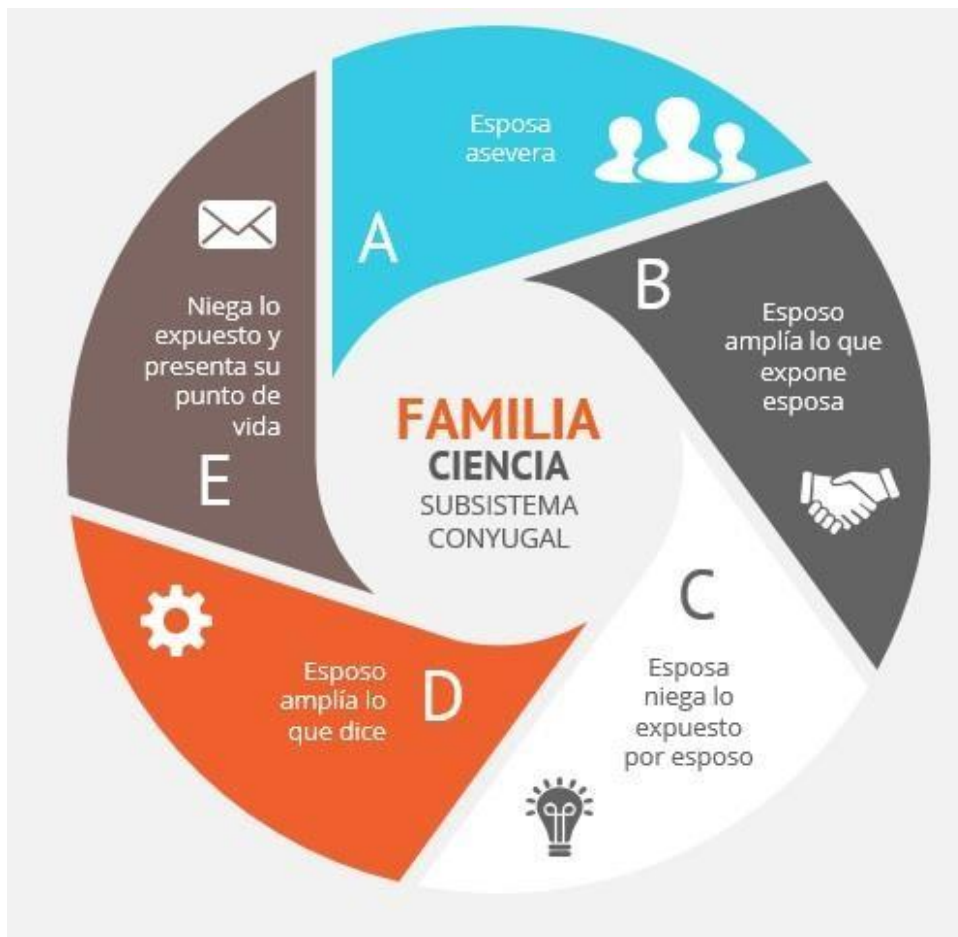 Esposa
asevera
A
B
Esposo
amplía lo que
expone
esposa
C
Esposa
niega lo
expuesto
por esposo
D
Esposo
amplía lo
que dice
E
Niega lo
expuesto y
presenta su
punto de
vida
FAMILIA
CIENCIA
SUBSISTEMA
CONYUGAL